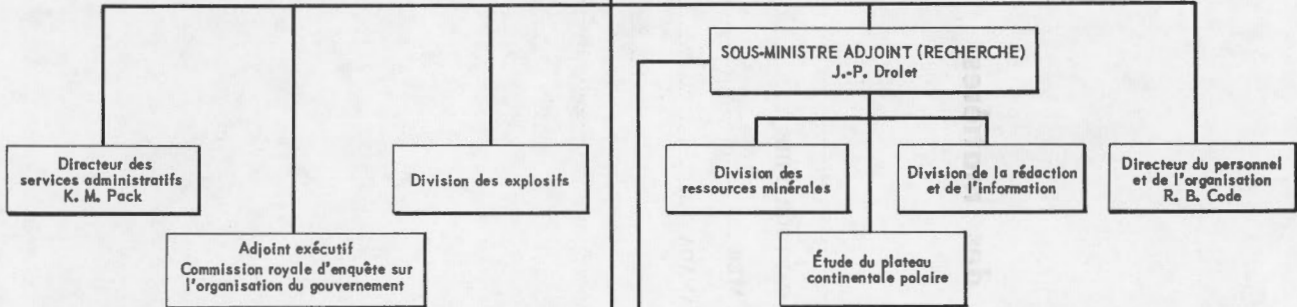 SOUS-MINISTRE ADJOINT (RECHERCHE)
J.-P. Drolet
Directeur des
services administratifs
K. M. Pack
Division des explosifs
Division des
ressources minérales
Division de la rédaction
et de l'information
Directeur du personnel
et de l'organisation
R. B. Code
Adjoint exécutif
Commission royale d'enquête sur
l'organisation du gouvernement
Étude du plateau
continentale polaire